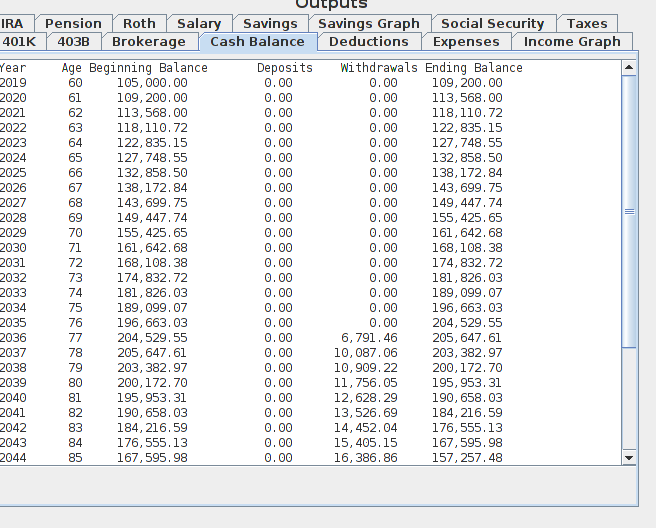 Outputs
IRA Pension Roth Salary Savings Savings Graph Social Security Taxes
401K 403B Brokerage Cash Balance Deductions Expenses Income Graph
Year Age Beginning Balance Deposits Withdrawals Ending Balance
2019 60 105,000.00 0.00 0.00 109,200.00
2020 61 109,200.00 0.00 0.00 113,568.00
2021 62 113,568.00 0.00 0.00 118,110.72
2022 63 118,110.72 0.00 0.00 122,835.15
2023 64 122,835.15 0.00 0.00 127,748.55
2024 65 127,748.55 0.00 0.00 132,858.50
2025 66 132,858.50 0.00 0.00 138,172.84
2026 67 138,172.84 0.00 0.00 143,699.75
2027 68 143,699.75 0.00 0.00 149,447.74
2028 69 149,447.74 0.00 0.00 155,425.65
2029 70 155,425.65 0.00 0.00 161,642.68
2030 71 161,642.68 0.00 0.00 168,108.38
2031 72 168,108.38 0.00 0.00 174,832.72
2032 73 174,832.72 0.00 0.00 181,826.03
2033 74 181,826.03 0.00 0.00 189,099.07
2034 75 189,099.07 0.00 0.00 196,663.03
2035 76 196,663.03 0.00 0.00 204,529.55
2036 77 204,529.55 0.00 6,791.46 205,647.61
2037 78 205,647.61 0.00 10,087.06 203,382.97
2038 79 203,382.97 0.00 10,909.22 200,172.70
2039 80 200,172.70 0.00 11,756.05 195,953.31
2040 81 195,953.31 0.00 12,628.29 190,658.03
2041 82 190,658.03 0.00 13,526.69 184,216.59
2042 83 184,216.59 0.00 14,452.04 176,555.13
2043 84 176,555.13 0.00 15,405.15 167,595.98
2044 85 167,595.98 0.00 16,386.86 157,257.48